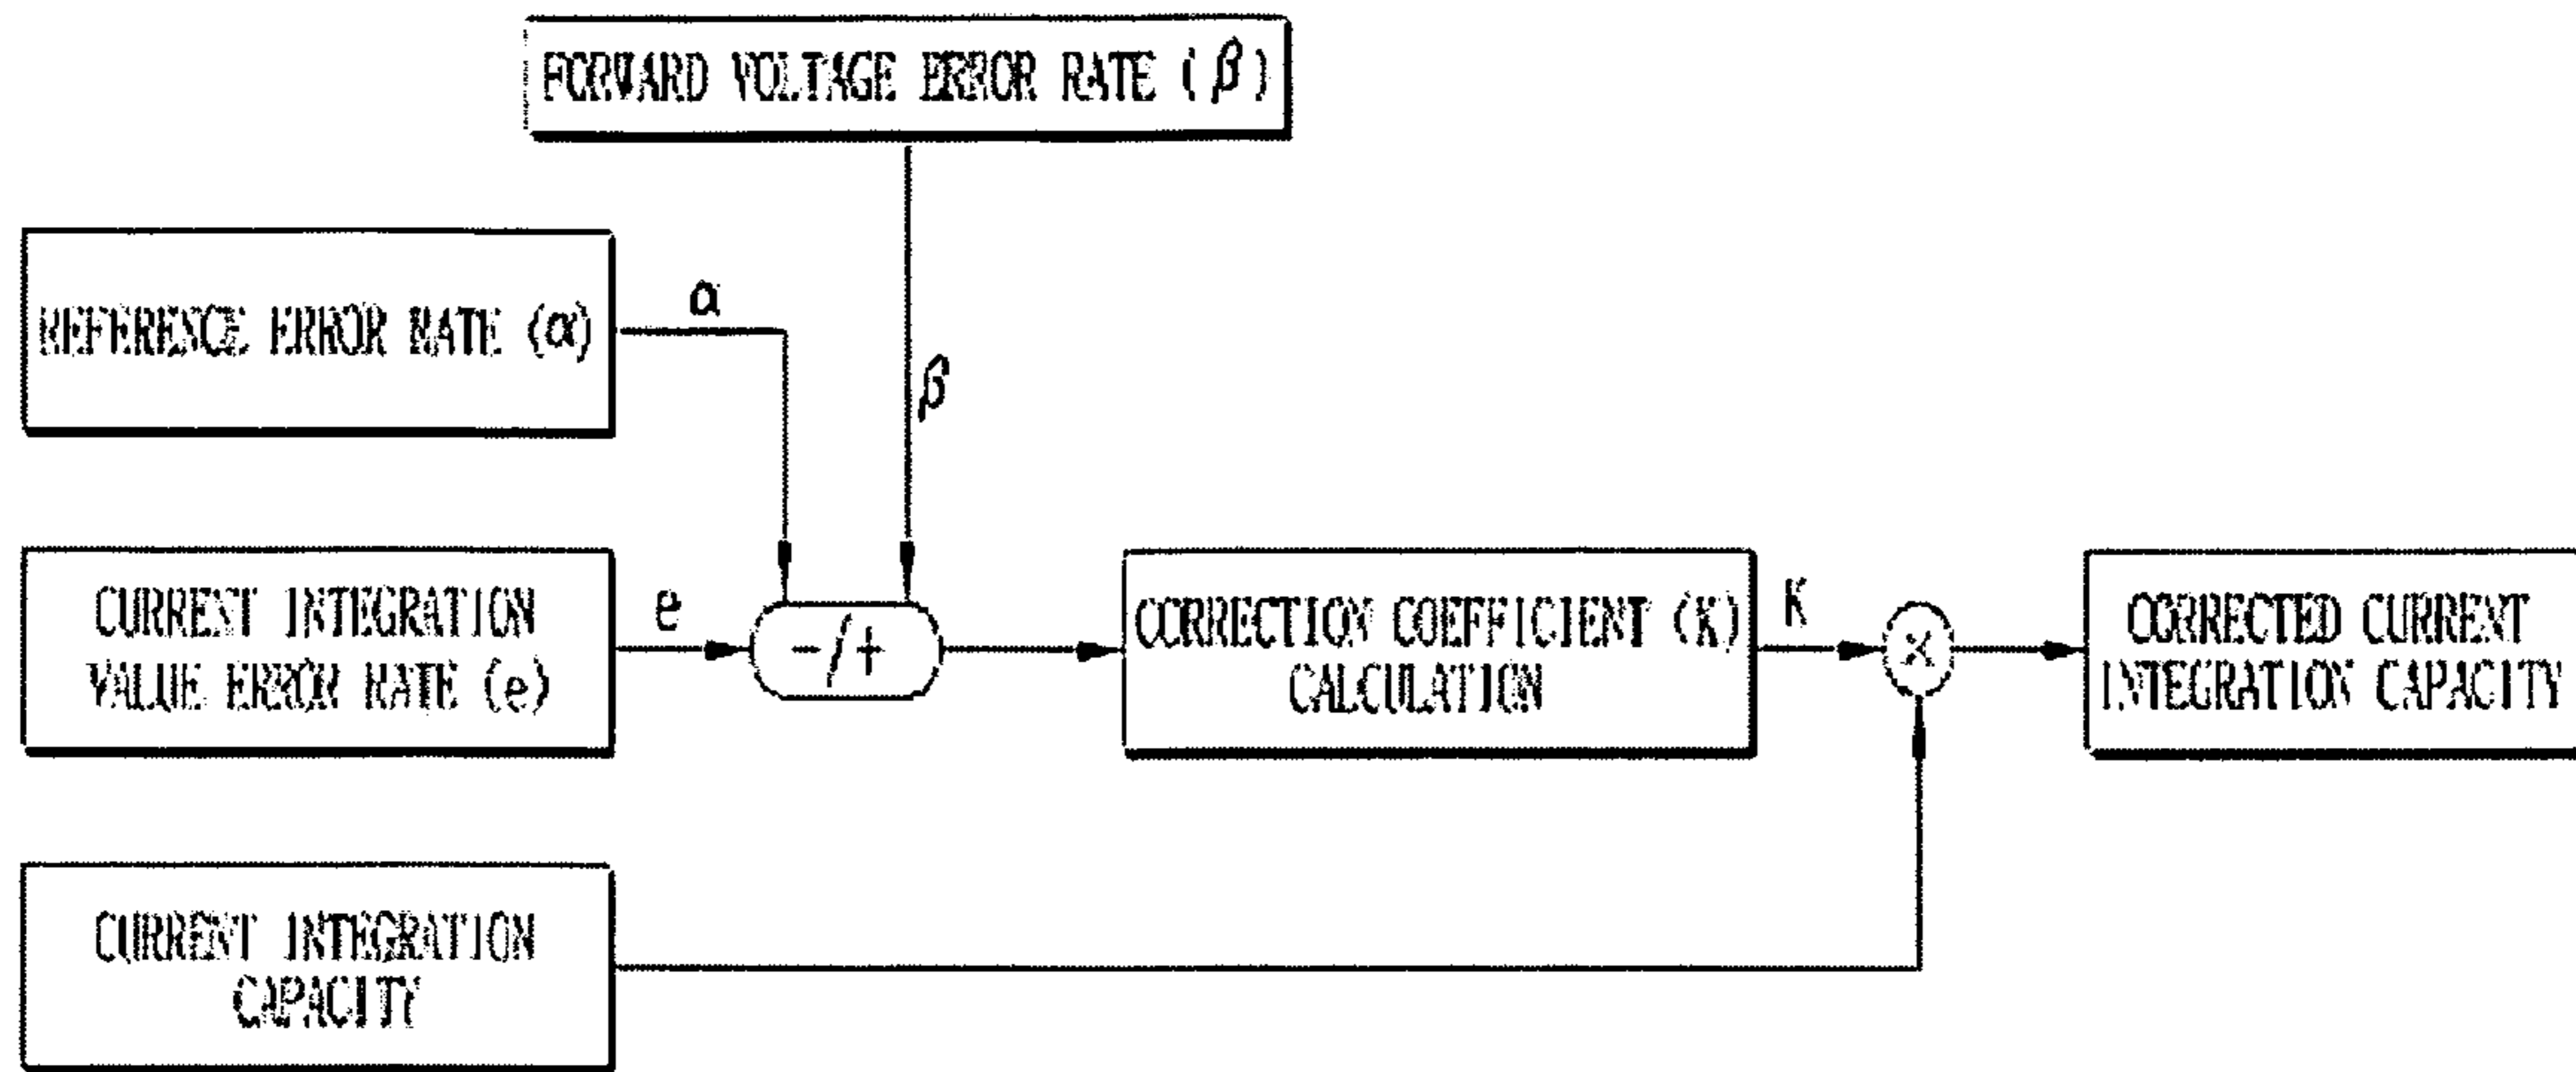 FORWARD VOLTAGE ERROR RATE (β)
REFERENCE ERROR RATE (α)
α
β
CURRENT INTEGRATION
VALUE ERROR RATE (e)
e
-/+
CORRECTION COEFFICIENT (K)
CALCULATION
K
×
CORRECTED CURRENT
INTEGRATION CAPACITY
CURRENT INTEGRATION
CAPACITY